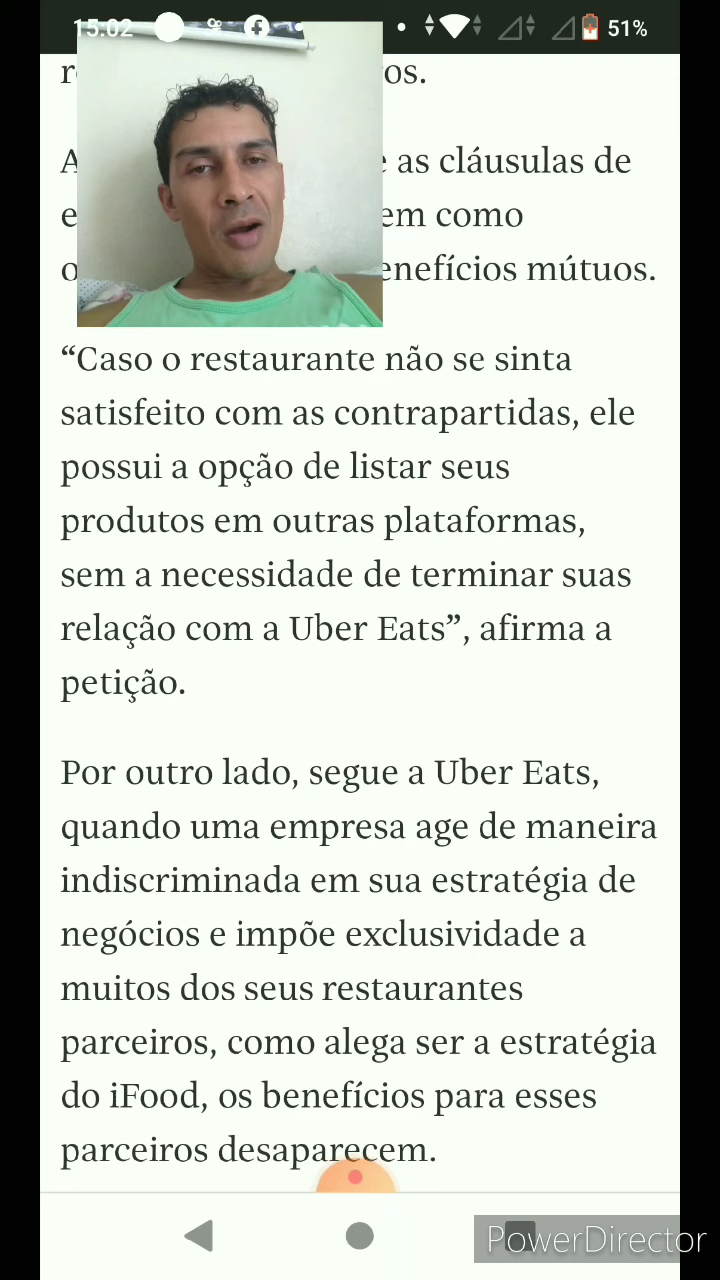 15:02
51%
os.
as cláusulas de
em como
enefícios mútuos.
“Caso o restaurante não se sinta
satisfeito com as contrapartidas, ele
possui a opção de listar seus
produtos em outras plataformas,
sem a necessidade de terminar suas
relação com a Uber Eats”, afirma a
petição.
Por outro lado, segue a Uber Eats,
quando uma empresa age de maneira
indiscriminada em sua estratégia de
negócios e impõe exclusividade a
muitos dos seus restaurantes
parceiros, como alega ser a estratégia
do iFood, os benefícios para esses
parceiros desaparecem.
PowerDirector